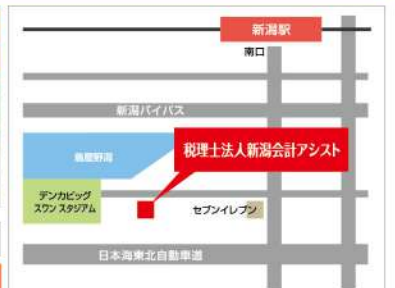 新潟駅
南口
新潟バイパス
鳥屋野潟
税理士法人新潟会計アシスト
デンカビッグ
スワン スタジアム
セブンイレブン
日本海東北自動車道